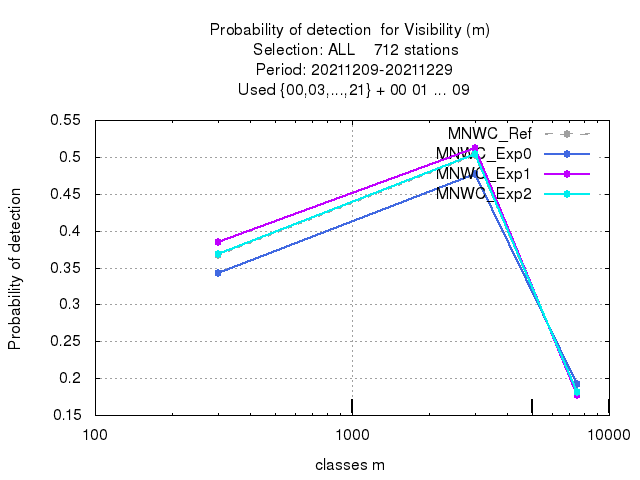 Probability of detection  for Visibility (m)
Selection: ALL    712 stations
Period: 20211209-20211229
Used {00,03,...,21} + 00 01 ... 09
MNWC_Ref
MNWC_Exp0
MNWC_Exp1
MNWC_Exp2
Probability of detection
0.55
0.5
0.45
0.4
0.35
0.3
0.25
0.2
0.15
100
1000
10000
classes m